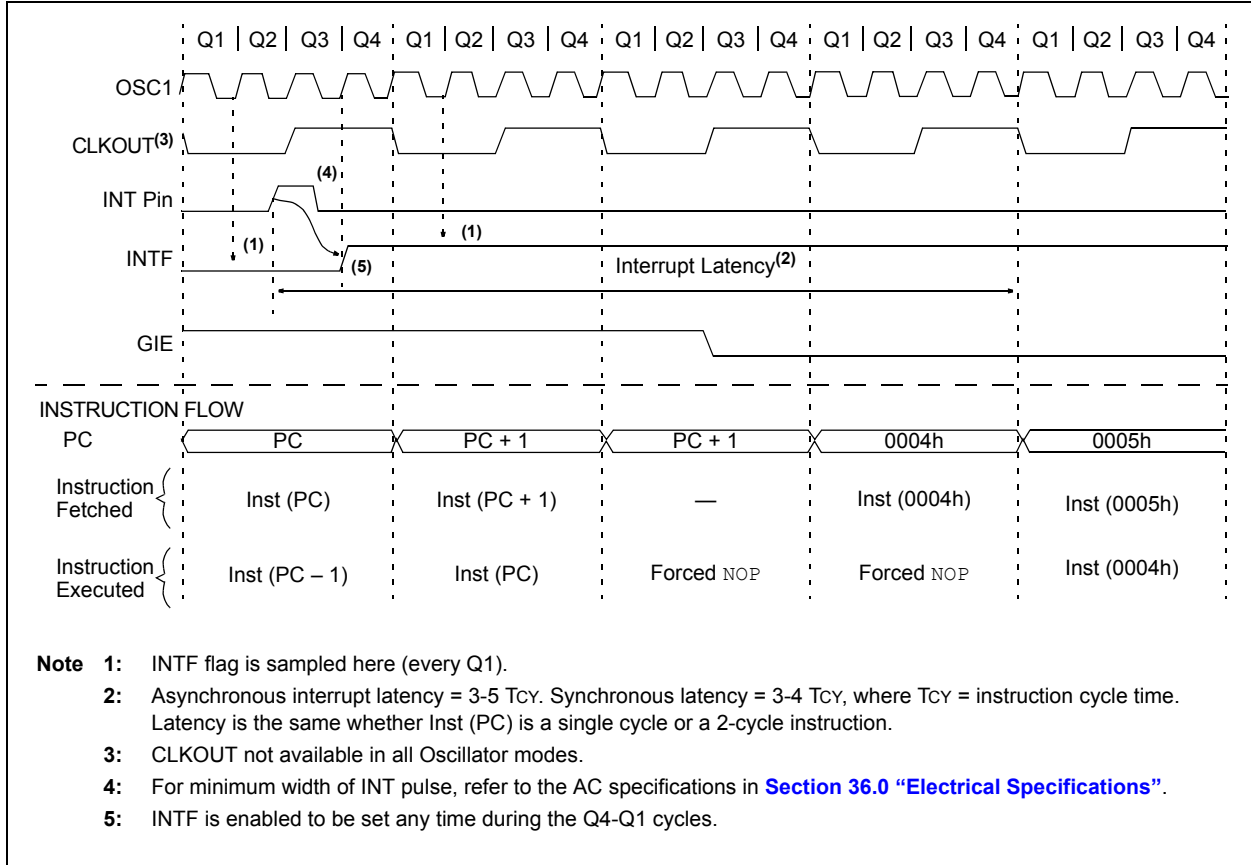 Q1 | Q2 | Q3 | Q4 Q1 | Q2 | Q3 | Q4 Q1 | Q2 | Q3 | Q4 Q1 | Q2 | Q3 | Q4 Q1 | Q2 | Q3 | Q4
OSC1
CLKOUT(3)
(4)
INT Pin
(1) (1)
INTF
(5) Interrupt Latency(2)
GIE
INSTRUCTION FLOW
PC PC PC + 1 PC + 1 0004h 0005h
Instruction
Fetched
Inst (PC) Inst (PC + 1) — Inst (0004h) Inst (0005h)
Instruction
Executed
Inst (PC – 1) Inst (PC) Forced NOP Forced NOP Inst (0004h)
Note 1: INTF flag is sampled here (every Q1).
2: Asynchronous interrupt latency = 3-5 TCY. Synchronous latency = 3-4 TCY, where TCY = instruction cycle time.
Latency is the same whether Inst (PC) is a single cycle or a 2-cycle instruction.
3: CLKOUT not available in all Oscillator modes.
4: For minimum width of INT pulse, refer to the AC specifications in Section 36.0 “Electrical Specifications”.
5: INTF is enabled to be set any time during the Q4-Q1 cycles.